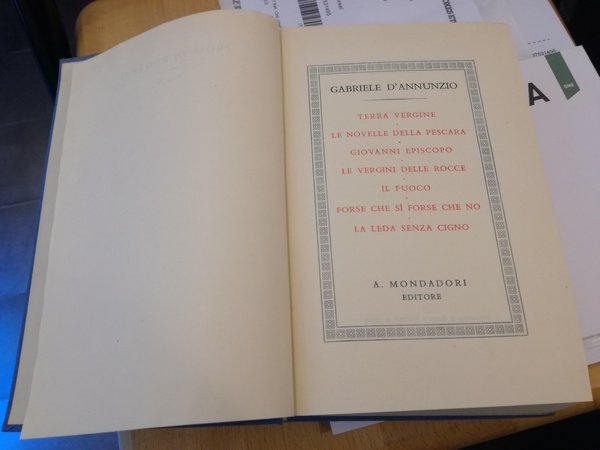 GABRIELE D'ANNUNZIO
TERRA VERGINE
LE NOVELLE DELLA PESCARA
GIOVANNI EPISCOPO
LE VERGINI DELLE ROCCE
IL FUOCO
FORSE CHE SÌ FORSE CHE NO
LA LEDA SENZA CIGNO
A. MONDADORI
EDITORE
A
ONE